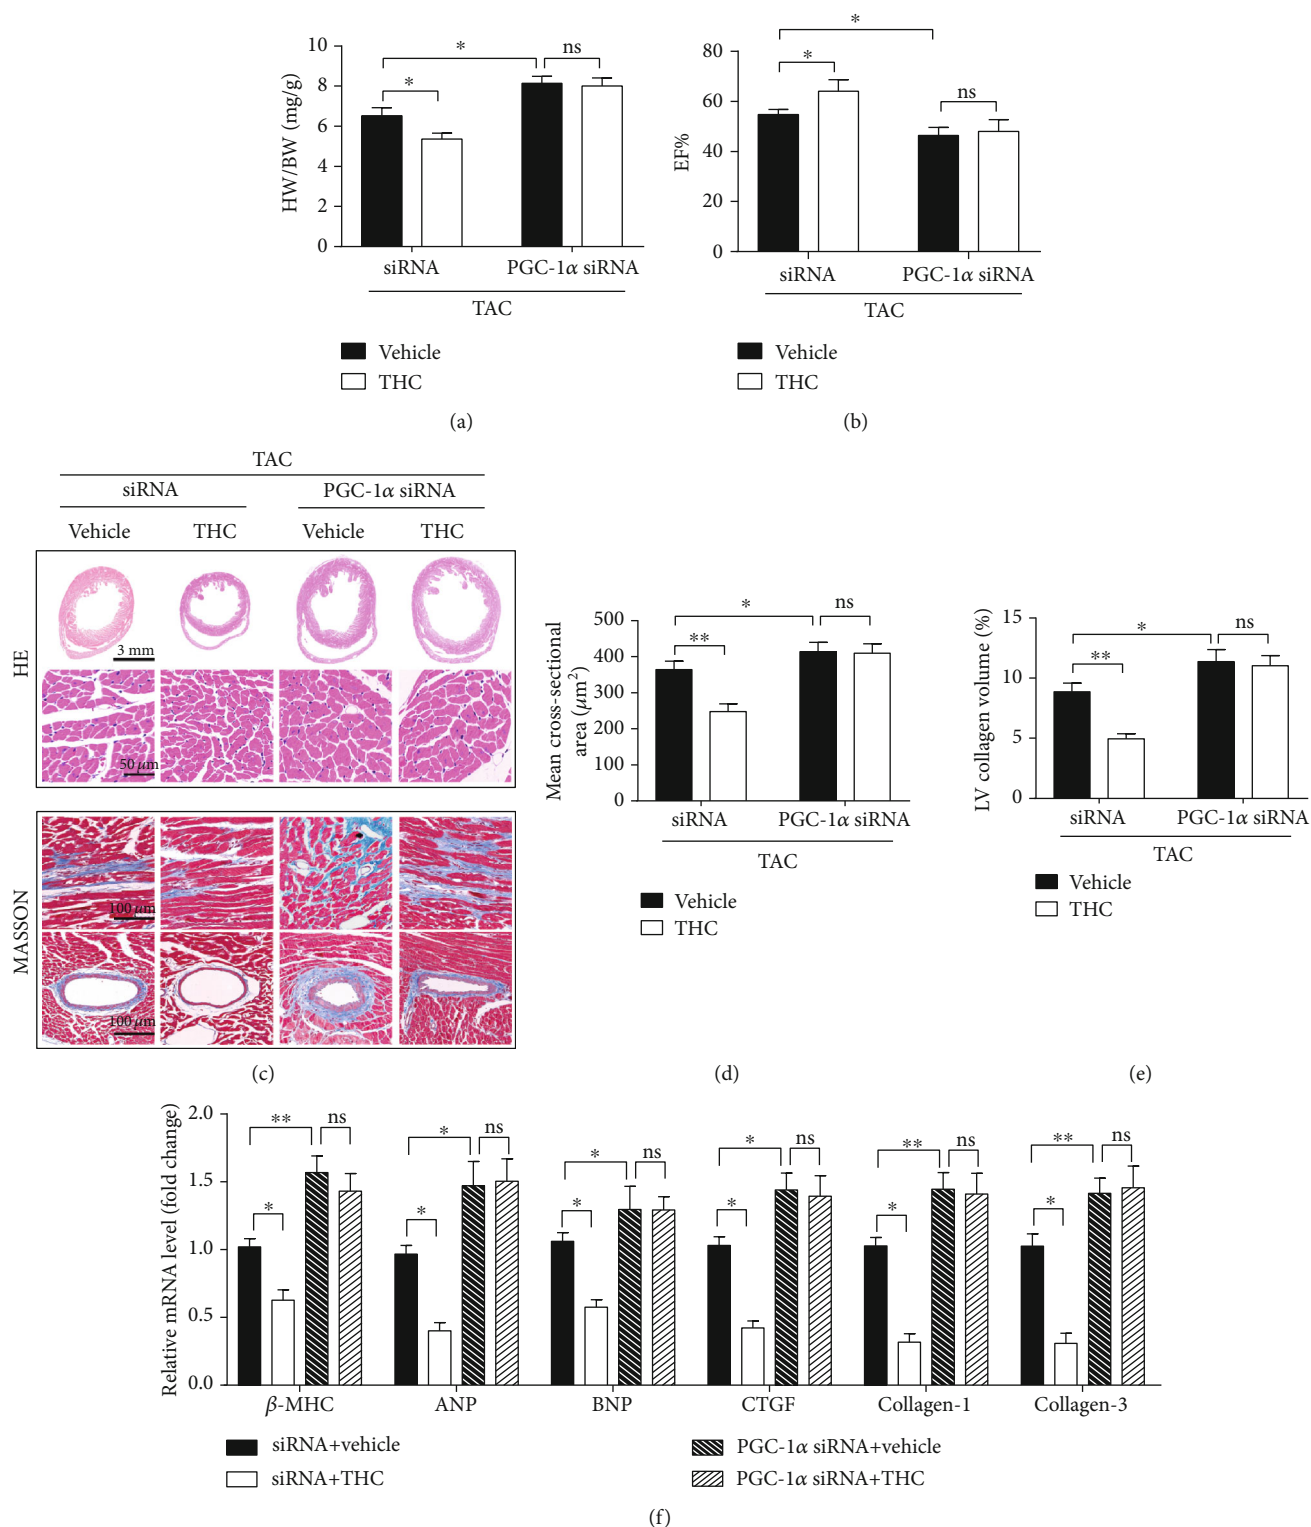 HW/BW (mg/g)
10
8
6
4
2
0
*
*
ns
siRNA
PGC-1α siRNA
TAC
Vehicle
THC
(a)
EF%
80
60
40
20
0
*
*
ns
siRNA
PGC-1α siRNA
TAC
Vehicle
THC
(b)
TAC
siRNA
PGC-1α siRNA
Vehicle
THC
Vehicle
THC
HE
3 mm
50 μm
MASSON
100 μm
100 μm
(c)
Mean cross-sectional
area (μm²)
500
400
300
200
100
0
*
**
ns
siRNA
PGC-1α siRNA
TAC
Vehicle
THC
(d)
LV collagen volume (%)
15
10
5
0
*
**
ns
siRNA
PGC-1α siRNA
TAC
Vehicle
THC
(e)
Relative mRNA level (fold change)
2.0
1.5
1.0
0.5
0.0
** ns
*
* ns
*
* ns
*
* ns
*
** ns
*
** ns
*
β-MHC
ANP
BNP
CTGF
Collagen-1
Collagen-3
siRNA+vehicle
siRNA+THC
PGC-1α siRNA+vehicle
PGC-1α siRNA+THC
(f)